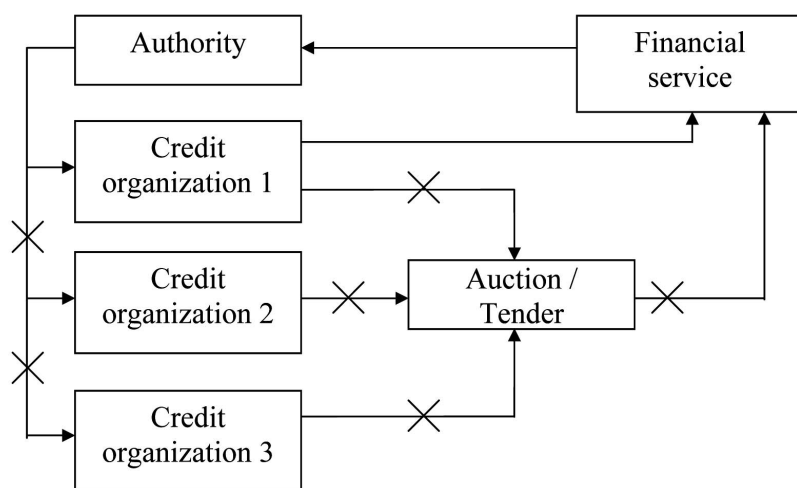 Authority
Financial
service
Credit
organization 1
Credit
organization 2
Auction /
Tender
Credit
organization 3